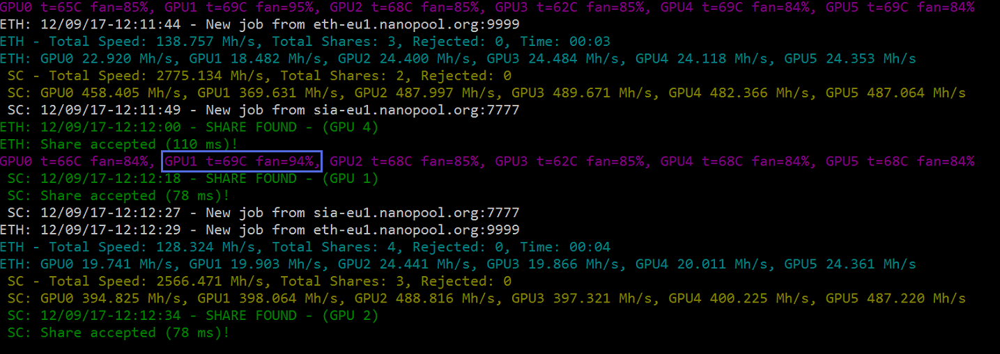 GPU0 t=65C fan=85%, GPU1 t=69C fan=95%, GPU2 t=68C fan=85%, GPU3 t=62C fan=85%, GPU4 t=69C fan=84%, GPU5 t=69C fan=84%
ETH: 12/09/17-12:11:44 - New job from eth-eu1.nanopool.org:9999
ETH - Total Speed: 138.757 Mh/s, Total Shares: 3, Rejected: 0, Time: 00:03
ETH: GPU0 22.920 Mh/s, GPU1 18.482 Mh/s, GPU2 24.400 Mh/s, GPU3 24.484 Mh/s, GPU4 24.118 Mh/s, GPU5 24.353 Mh/s
SC - Total Speed: 2775.134 Mh/s, Total Shares: 2, Rejected: 0
SC: GPU0 458.405 Mh/s, GPU1 369.631 Mh/s, GPU2 487.997 Mh/s, GPU3 489.671 Mh/s, GPU4 482.366 Mh/s, GPU5 487.064 Mh/s
SC: 12/09/17-12:11:49 - New job from sia-eu1.nanopool.org:7777
ETH: 12/09/17-12:12:00 - SHARE FOUND - (GPU 4)
ETH: Share accepted (110 ms)!
GPU0 t=66C fan=84%, GPU1 t=69C fan=94%, GPU2 t=68C fan=85%, GPU3 t=62C fan=85%, GPU4 t=68C fan=84%, GPU5 t=68C fan=84%
SC: 12/09/17-12:12:18 - SHARE FOUND - (GPU 1)
SC: Share accepted (78 ms)!
SC: 12/09/17-12:12:27 - New job from sia-eu1.nanopool.org:7777
ETH: 12/09/17-12:12:29 - New job from eth-eu1.nanopool.org:9999
ETH - Total Speed: 128.324 Mh/s, Total Shares: 4, Rejected: 0, Time: 00:04
ETH: GPU0 19.741 Mh/s, GPU1 19.903 Mh/s, GPU2 24.441 Mh/s, GPU3 19.866 Mh/s, GPU4 20.011 Mh/s, GPU5 24.361 Mh/s
SC - Total Speed: 2566.471 Mh/s, Total Shares: 3, Rejected: 0
SC: GPU0 394.825 Mh/s, GPU1 398.064 Mh/s, GPU2 488.816 Mh/s, GPU3 397.321 Mh/s, GPU4 400.225 Mh/s, GPU5 487.220 Mh/s
SC: 12/09/17-12:12:34 - SHARE FOUND - (GPU 2)
SC: Share accepted (78 ms)!